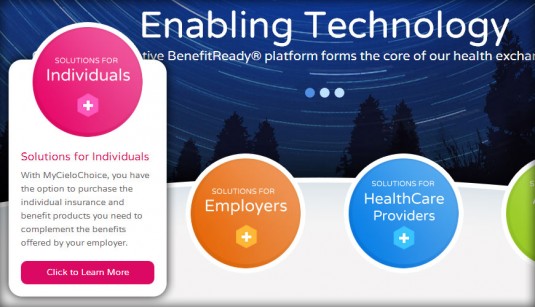 Enabling Technology
tive BenefitReady® platform forms the core of our health exchan
SOLUTIONS FOR
Individuals
Solutions for Individuals
With MyCieloChoice, you have
the option to purchase the
individual insurance and
benefit products you need to
complement the benefits
offered by your employer.
Click to Learn More
SOLUTIONS FOR
Employers
SOLUTIONS FOR
HealthCare
Providers